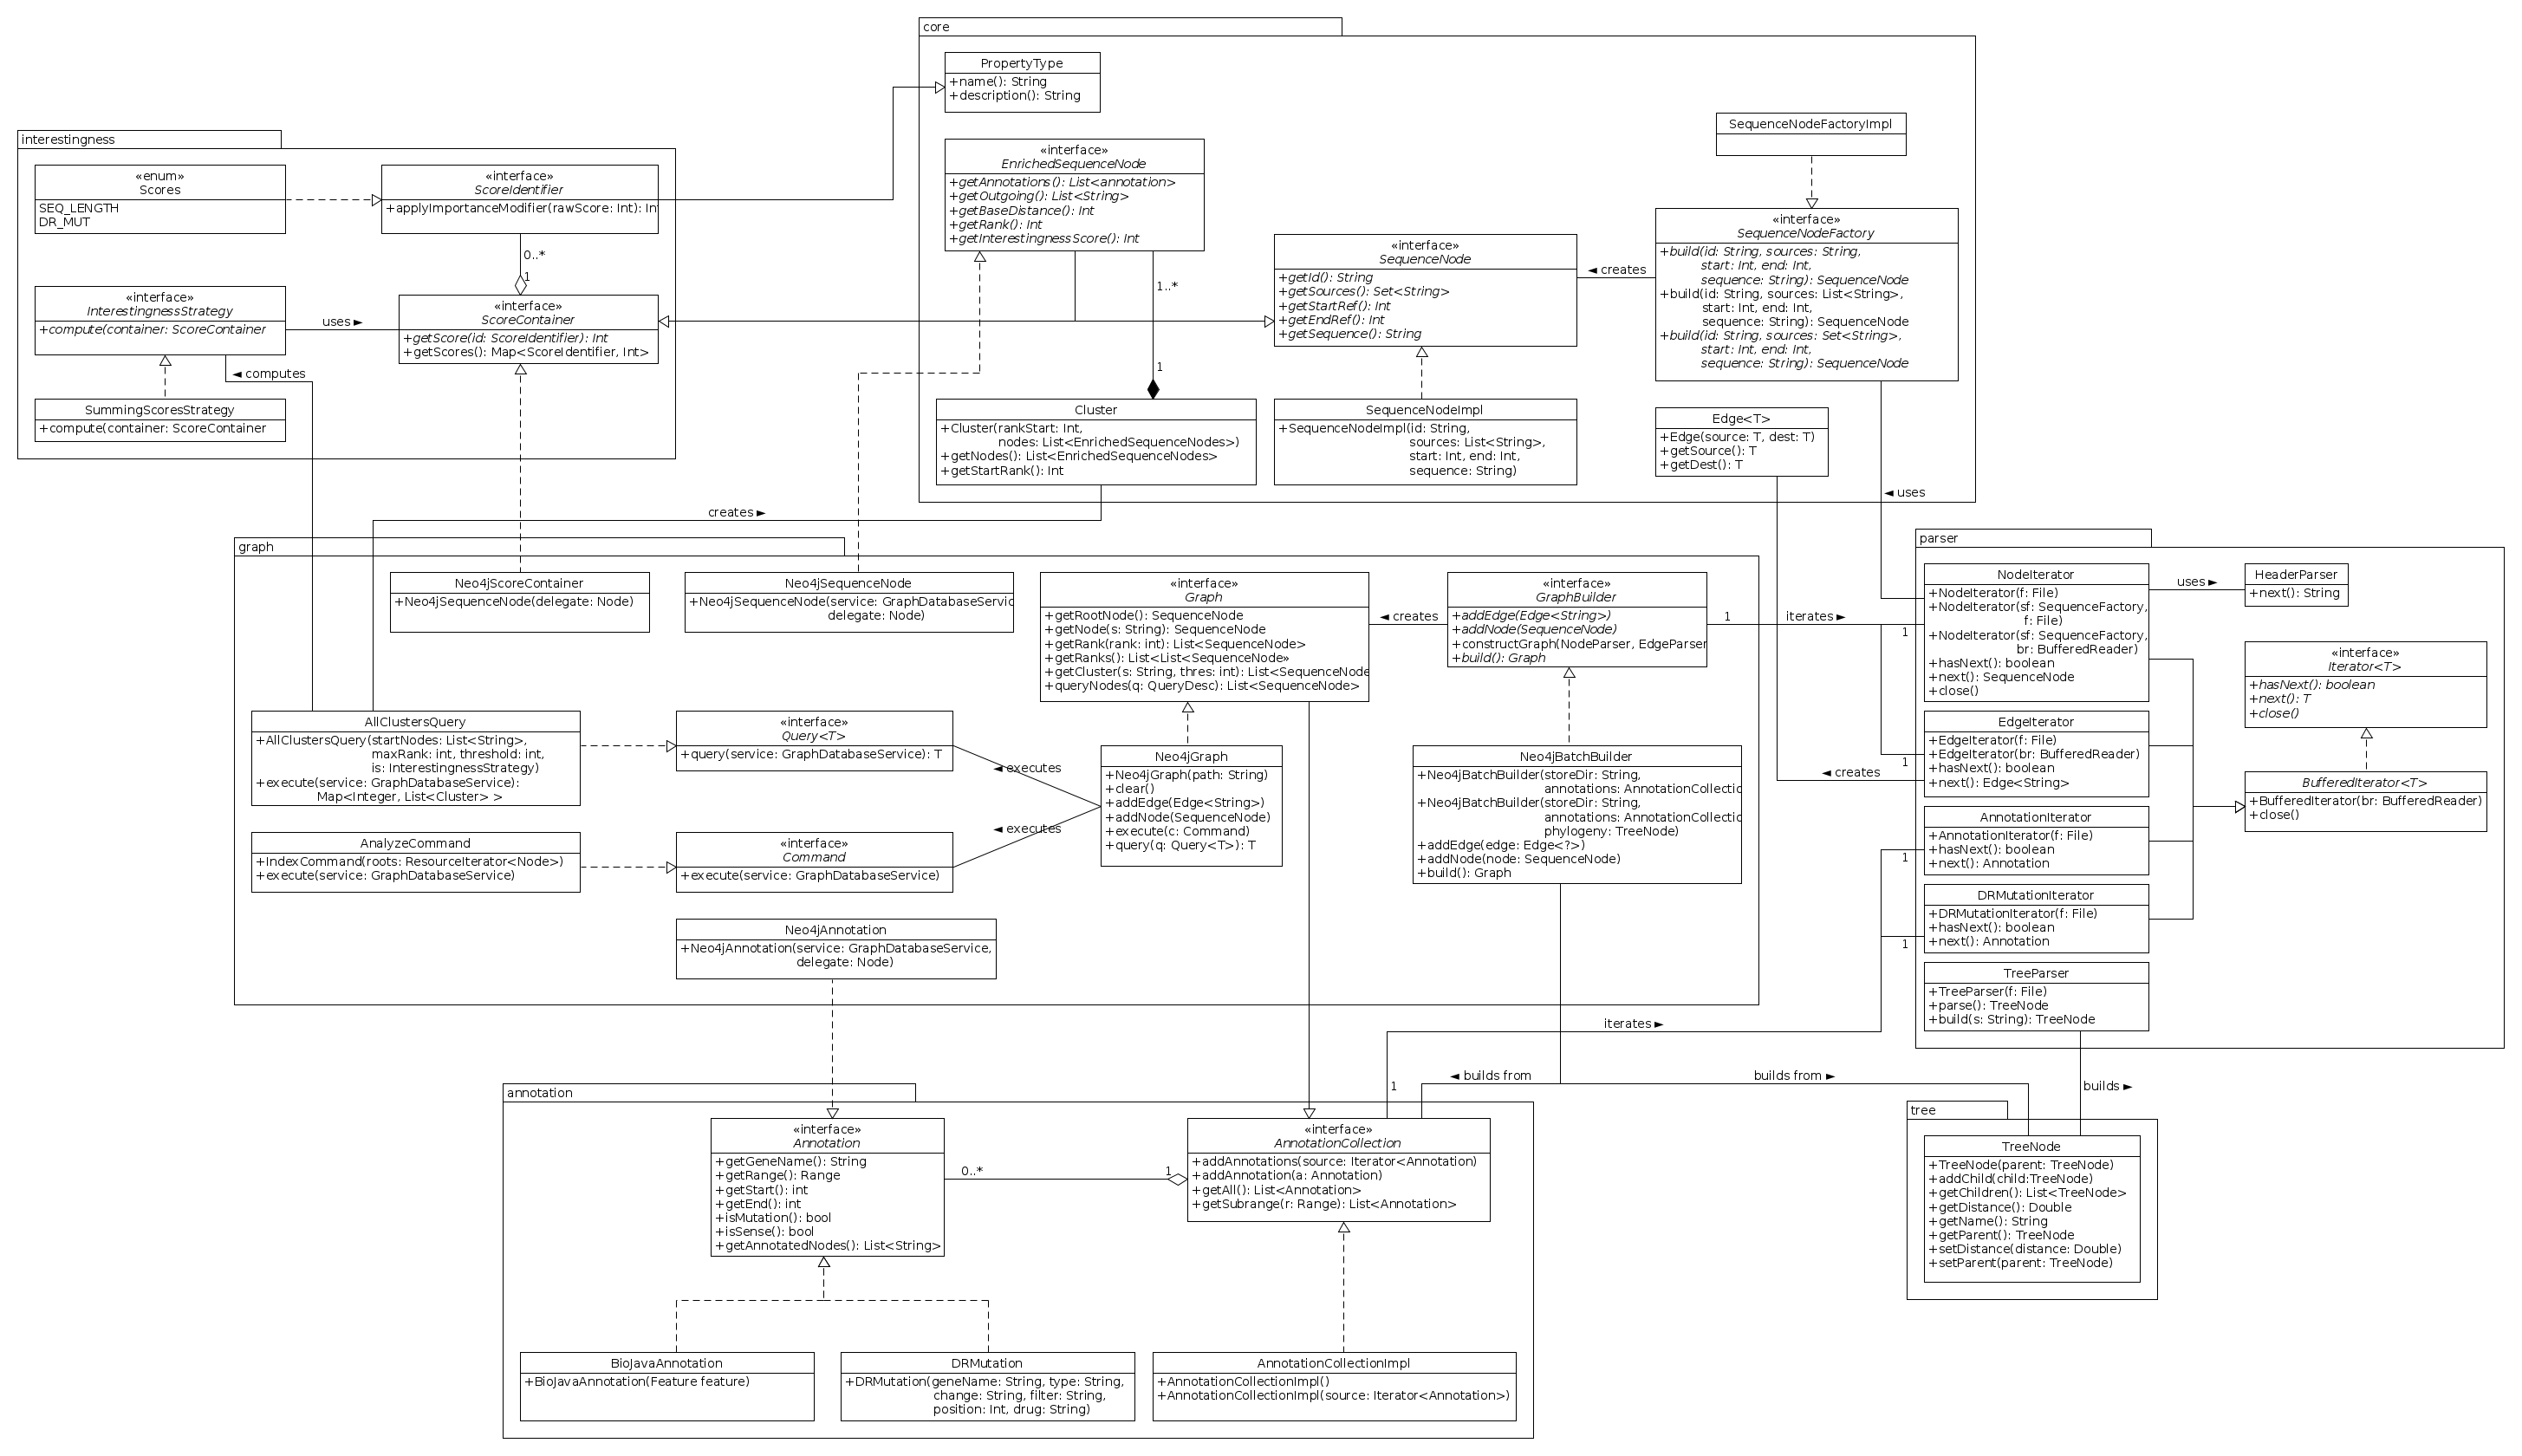 core
PropertyType
+name(): String
+description(): String
«interface»
EnrichedSequenceNode
+getAnnotations(): List<annotation>
+getOutgoing(): List<String>
+getBaseDistance(): Int
+getRank(): Int
+getInterestingnessScore(): Int
SequenceNodeFactoryImpl
«interface»
SequenceNodeFactory
+build(id: String, sources: String,
start: Int, end: Int,
sequence: String): SequenceNode
+build(id: String, sources: List<String>,
start: Int, end: Int,
sequence: String): SequenceNode
+build(id: String, sources: Set<String>,
start: Int, end: Int,
sequence: String): SequenceNode
◄ creates
«interface»
SequenceNode
+getId(): String
+getSources(): Set<String>
+getStartRef(): Int
+getEndRef(): Int
+getSequence(): String
1..*
1
Cluster
+Cluster(rankStart: Int,
nodes: List<EnrichedSequenceNodes>)
+getNodes(): List<EnrichedSequenceNodes>
+getStartRank(): Int
SequenceNodeImpl
+SequenceNodeImpl(id: String,
sources: List<String>,
start: Int, end: Int,
sequence: String)
Edge<T>
+Edge(source: T, dest: T)
+getSource(): T
+getDest(): T
◄ uses
interestingness
«enum»
Scores
SEQ_LENGTH
DR_MUT
«interface»
ScoreIdentifier
+applyImportanceModifier(rawScore: Int): Int
0..*
1
«interface»
InterestingnessStrategy
+compute(container: ScoreContainer
uses ►
«interface»
ScoreContainer
+getScore(id: ScoreIdentifier): Int
+getScores(): Map<ScoreIdentifier, Int>
◄ computes
SummingScoresStrategy
+compute(container: ScoreContainer
creates ►
graph
Neo4jScoreContainer
+Neo4jSequenceNode(delegate: Node)
Neo4jSequenceNode
+Neo4jSequenceNode(service: GraphDatabaseServic
delegate: Node)
«interface»
Graph
+getRootNode(): SequenceNode
+getNode(s: String): SequenceNode
+getRank(rank: int): List<SequenceNode>
+getRanks(): List<List<SequenceNode»
+getCluster(s: String, thres: int): List<SequenceNode
+queryNodes(q: QueryDesc): List<SequenceNode>
◄ creates
«interface»
GraphBuilder
+addEdge(Edge<String>)
+addNode(SequenceNode)
+constructGraph(NodeParser, EdgeParser
+build(): Graph
1
iterates ►
1
1
AllClustersQuery
+AllClustersQuery(startNodes: List<String>,
maxRank: int, threshold: int,
is: InterestingnessStrategy)
+execute(service: GraphDatabaseService):
Map<Integer, List<Cluster> >
«interface»
Query<T>
+query(service: GraphDatabaseService): T
◄ executes
◄ executes
Neo4jGraph
+Neo4jGraph(path: String)
+clear()
+addEdge(Edge<String>)
+addNode(SequenceNode)
+execute(c: Command)
+query(q: Query<T>): T
Neo4jBatchBuilder
+Neo4jBatchBuilder(storeDir: String,
annotations: AnnotationCollectio
+Neo4jBatchBuilder(storeDir: String,
annotations: AnnotationCollectio
phylogeny: TreeNode)
+addEdge(edge: Edge<?>)
+addNode(node: SequenceNode)
+build(): Graph
AnalyzeCommand
+IndexCommand(roots: ResourceIterator<Node>)
+execute(service: GraphDatabaseService)
«interface»
Command
+execute(service: GraphDatabaseService)
Neo4jAnnotation
+Neo4jAnnotation(service: GraphDatabaseService,
delegate: Node)
parser
NodeIterator
+NodeIterator(f: File)
+NodeIterator(sf: SequenceFactory,
f: File)
+NodeIterator(sf: SequenceFactory,
br: BufferedReader)
+hasNext(): boolean
+next(): SequenceNode
+close()
uses ►
HeaderParser
+next(): String
«interface»
Iterator<T>
+hasNext(): boolean
+next(): T
+close()
EdgeIterator
+EdgeIterator(f: File)
+EdgeIterator(br: BufferedReader)
+hasNext(): boolean
+next(): Edge<String>
◄ creates
BufferedIterator<T>
+BufferedIterator(br: BufferedReader)
+close()
AnnotationIterator
+AnnotationIterator(f: File)
+hasNext(): boolean
+next(): Annotation
1
DRMutationIterator
+DRMutationIterator(f: File)
+hasNext(): boolean
+next(): Annotation
1
TreeParser
+TreeParser(f: File)
+parse(): TreeNode
+build(s: String): TreeNode
iterates ►
1
◄ builds from
builds from ►
builds ►
annotation
«interface»
Annotation
+getGeneName(): String
+getRange(): Range
+getStart(): int
+getEnd(): int
+isMutation(): bool
+isSense(): bool
+getAnnotatedNodes(): List<String>
0..*
1
«interface»
AnnotationCollection
+addAnnotations(source: Iterator<Annotation)
+addAnnotation(a: Annotation)
+getAll(): List<Annotation>
+getSubrange(r: Range): List<Annotation>
BioJavaAnnotation
+BioJavaAnnotation(Feature feature)
DRMutation
+DRMutation(geneName: String, type: String,
change: String, filter: String,
position: Int, drug: String)
AnnotationCollectionImpl
+AnnotationCollectionImpl()
+AnnotationCollectionImpl(source: Iterator<Annotation>)
tree
TreeNode
+TreeNode(parent: TreeNode)
+addChild(child:TreeNode)
+getChildren(): List<TreeNode>
+getDistance(): Double
+getName(): String
+getParent(): TreeNode
+setDistance(distance: Double)
+setParent(parent: TreeNode)